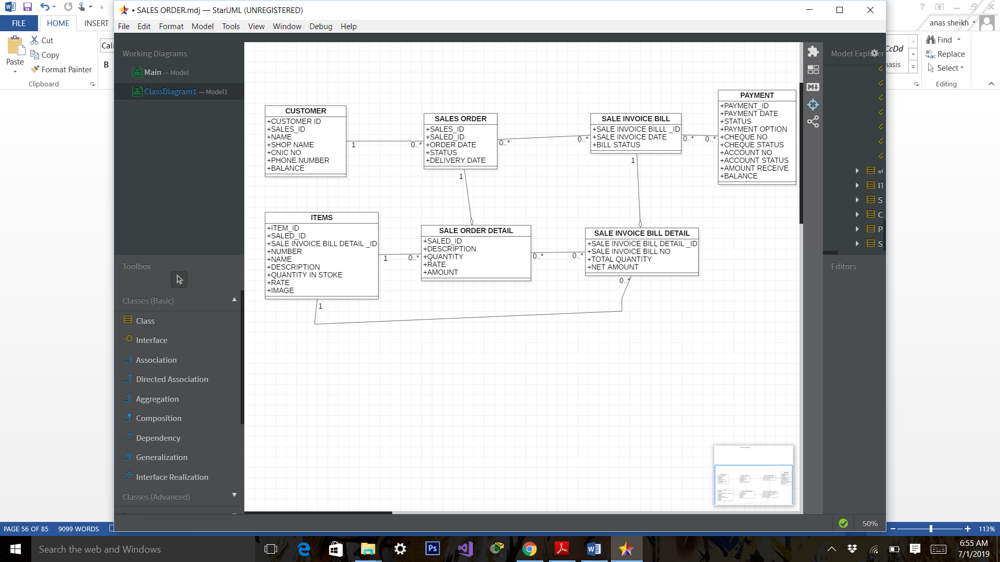 • SALES ORDER.mdj — StarUML (UNREGISTERED)
FILE
HOME
INSERT
anas sheikh
File Edit Format Model Tools View Window Debug Help
Paste
Cut
Copy
Format Painter
Clipboard
Cali
B
Find
Replace
Select
Editing
CcDd
Working Diagrams
Main — Model
ClassDiagram1 — Model1
Toolbox
Classes (Basic)
Class
Interface
Association
Directed Association
Aggregation
Composition
Dependency
Generalization
Interface Realization
Classes (Advanced)
CUSTOMER
+CUSTOMER ID
+SALES_ID
+NAME
+SHOP NAME
+CNIC NO
+PHONE NUMBER
+BALANCE
1
0..*
SALES ORDER
+SALES_ID
+SALED_ID
+ORDER DATE
+STATUS
+DELIVERY DATE
0..*
0..*
1
SALE INVOICE BILL
+SALE INVOICE BILLL _ID
+SALE INVOICE DATE
+BILL STATUS
0..*
0..*
1
PAYMENT
+PAYMENT_ID
+PAYMENT DATE
+STATUS
+PAYMENT OPTION
+CHEQUE NO
+CHEQUE STATUS
+ACCOUNT NO
+ACCOUNT STATUS
+AMOUNT RECEIVE
+BALANCE
ITEMS
+ITEM_ID
+SALED_ID
+SALE INVOICE BILL DETAIL _ID
+NUMBER
+NAME
+DESCRIPTION
+QUANTITY IN STOKE
+RATE
+IMAGE
1
0..*
1
SALE ORDER DETAIL
+SALED_ID
+DESCRIPTION
+QUANTITY
+RATE
+AMOUNT
0..*
0..*
SALE INVOICE BILL DETAIL
+SALE INVOICE BILL DETAIL _ID
+SALE INVOICE BILL NO
+TOTAL QUANTITY
+NET AMOUNT
0..*
Model Explorer
«
IT
S
C
P
S
Editors
50%
PAGE 56 OF 85
9099 WORDS
113%
Search the web and Windows
6:55 AM
7/1/2019